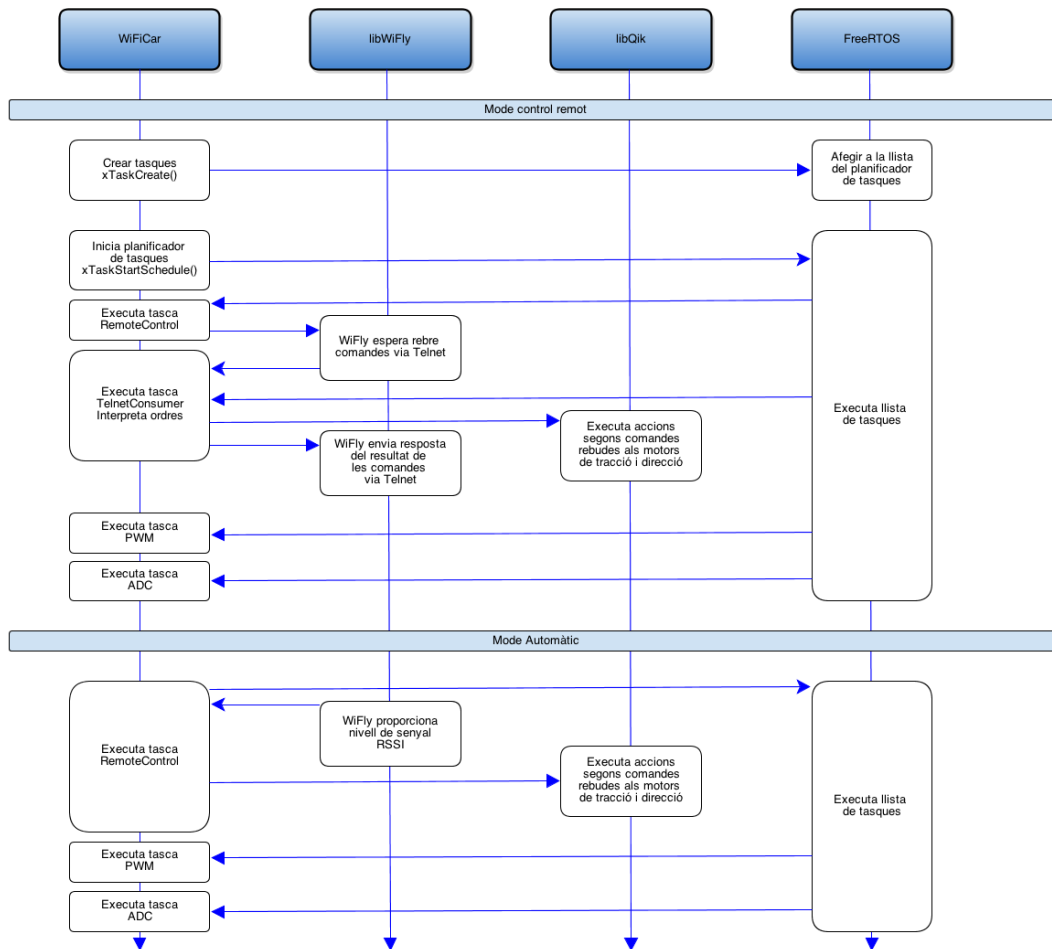 WiFiCar
libWiFly
libQik
FreeRTOS
Mode control remot
Crear tasques
xTaskCreate()
Afegir a la llista
del planificador
de tasques
Inicia planificador
de tasques
xTaskStartSchedule()
Executa tasca
RemoteControl
WiFly espera rebre
comandes via Telnet
Executa tasca
TelnetConsumer
Interpreta ordres
Executa llista
de tasques
Executa accions
segons comandes
rebudes als motors
de tracció i direcció
WiFly envia resposta
del resultat de
les comandes
via Telnet
Executa tasca
PWM
Executa tasca
ADC
Mode Automàtic
Executa tasca
RemoteControl
WiFly proporciona
nivell de senyal
RSSI
Executa accions
segons comandes
rebudes als motors
de tracció i direcció
Executa llista
de tasques
Executa tasca
PWM
Executa tasca
ADC